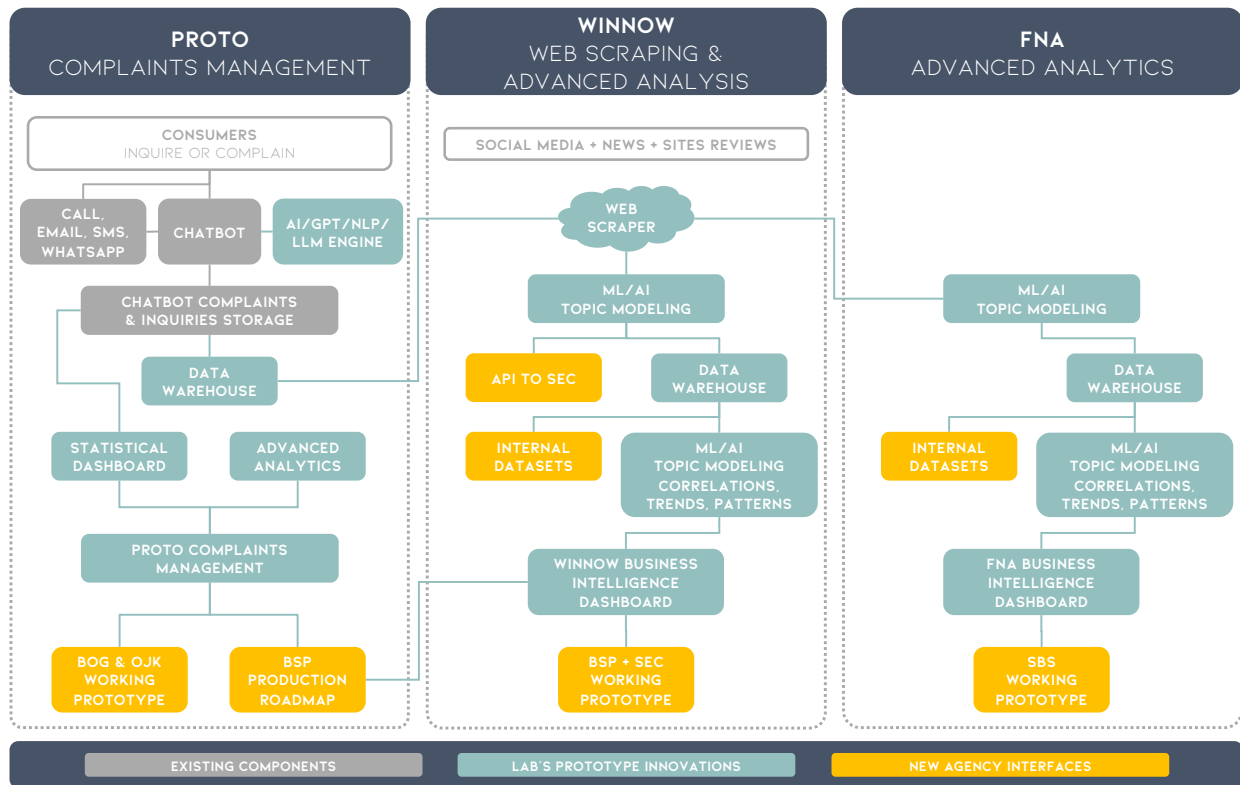 PROTO
COMPLAINTS MANAGEMENT
CONSUMERS
INQUIRE OR COMPLAIN
CALL,
EMAIL, SMS,
WHATSAPP
CHATBOT
AI/GPT/NLP/
LLM ENGINE
CHATBOT COMPLAINTS
& INQUIRIES STORAGE
DATA
WAREHOUSE
STATISTICAL
DASHBOARD
ADVANCED
ANALYTICS
PROTO COMPLAINTS
MANAGEMENT
BOG & OJK
WORKING
PROTOTYPE
BSP
PRODUCTION
ROADMAP
WINNOW
WEB SCRAPING &
ADVANCED ANALYSIS
SOCIAL MEDIA + NEWS + SITES REVIEWS
WEB
SCRAPER
ML/AI
TOPIC MODELING
API TO SEC
DATA
WAREHOUSE
INTERNAL
DATASETS
ML/AI
TOPIC MODELING
CORRELATIONS,
TRENDS, PATTERNS
WINNOW BUSINESS
INTELLIGENCE
DASHBOARD
BSP + SEC
WORKING
PROTOTYPE
FNA
ADVANCED ANALYTICS
ML/AI
TOPIC MODELING
DATA
WAREHOUSE
INTERNAL
DATASETS
ML/AI
TOPIC MODELING
CORRELATIONS,
TRENDS, PATTERNS
FNA BUSINESS
INTELLIGENCE
DASHBOARD
SBS
WORKING
PROTOTYPE
EXISTING COMPONENTS
LAB'S PROTOTYPE INNOVATIONS
NEW AGENCY INTERFACES